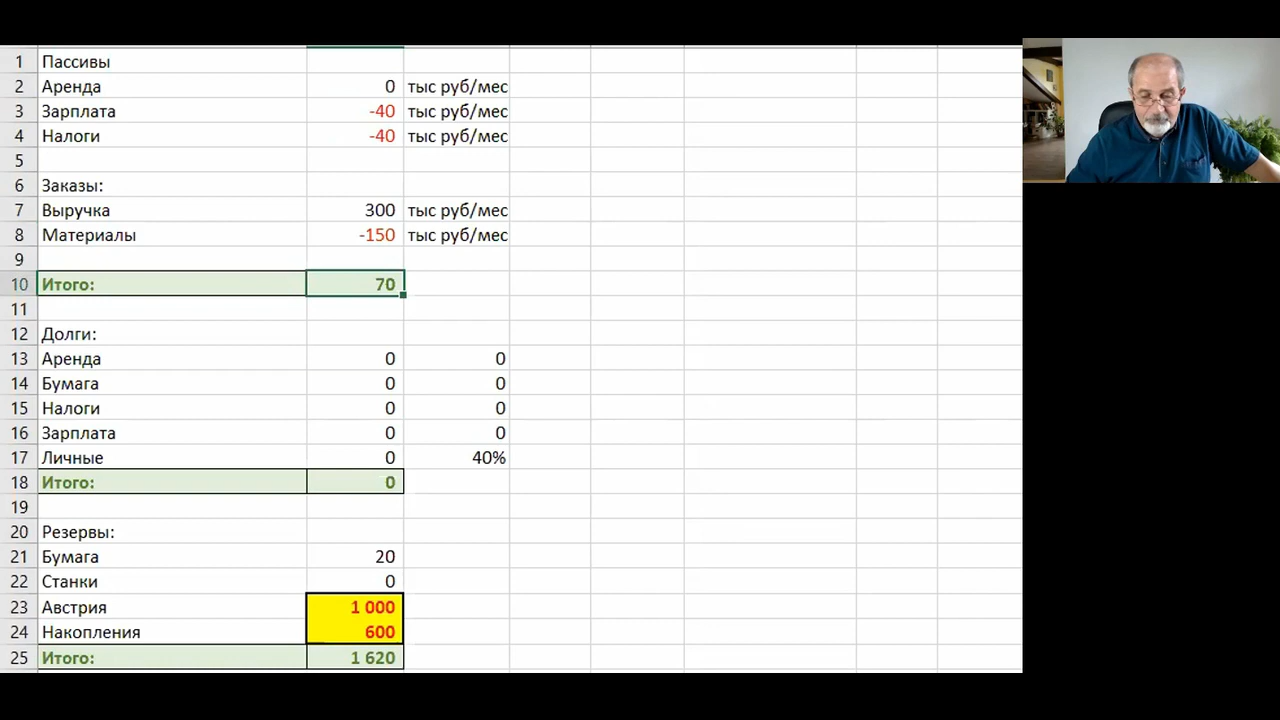 1 Пассивы
2 Аренда 0 тыс руб/мес
3 Зарплата -40 тыс руб/мес
4 Налоги -40 тыс руб/мес
5
6 Заказы:
7 Выручка 300 тыс руб/мес
8 Материалы -150 тыс руб/мес
9
10 Итого: 70
11
12 Долги:
13 Аренда 0 0
14 Бумага 0 0
15 Налоги 0 0
16 Зарплата 0 0
17 Личные 0 40%
18 Итого: 0
19
20 Резервы:
21 Бумага 20
22 Станки 0
23 Австрия 1 000
24 Накопления 600
25 Итого: 1 620